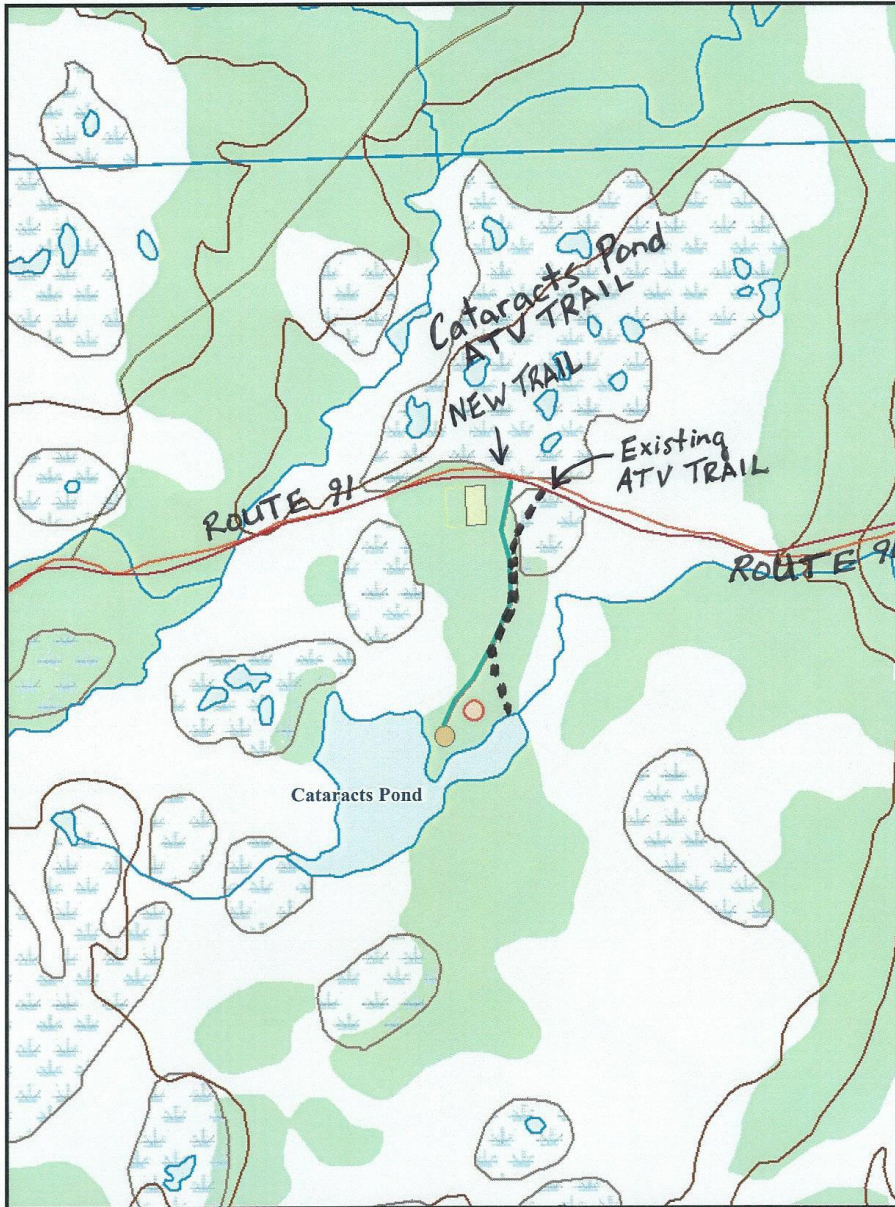 Cataracts Pond
ATV TRAIL
NEW TRAIL
Existing
ATV TRAIL
ROUTE 91
ROUTE 91
Cataracts Pond